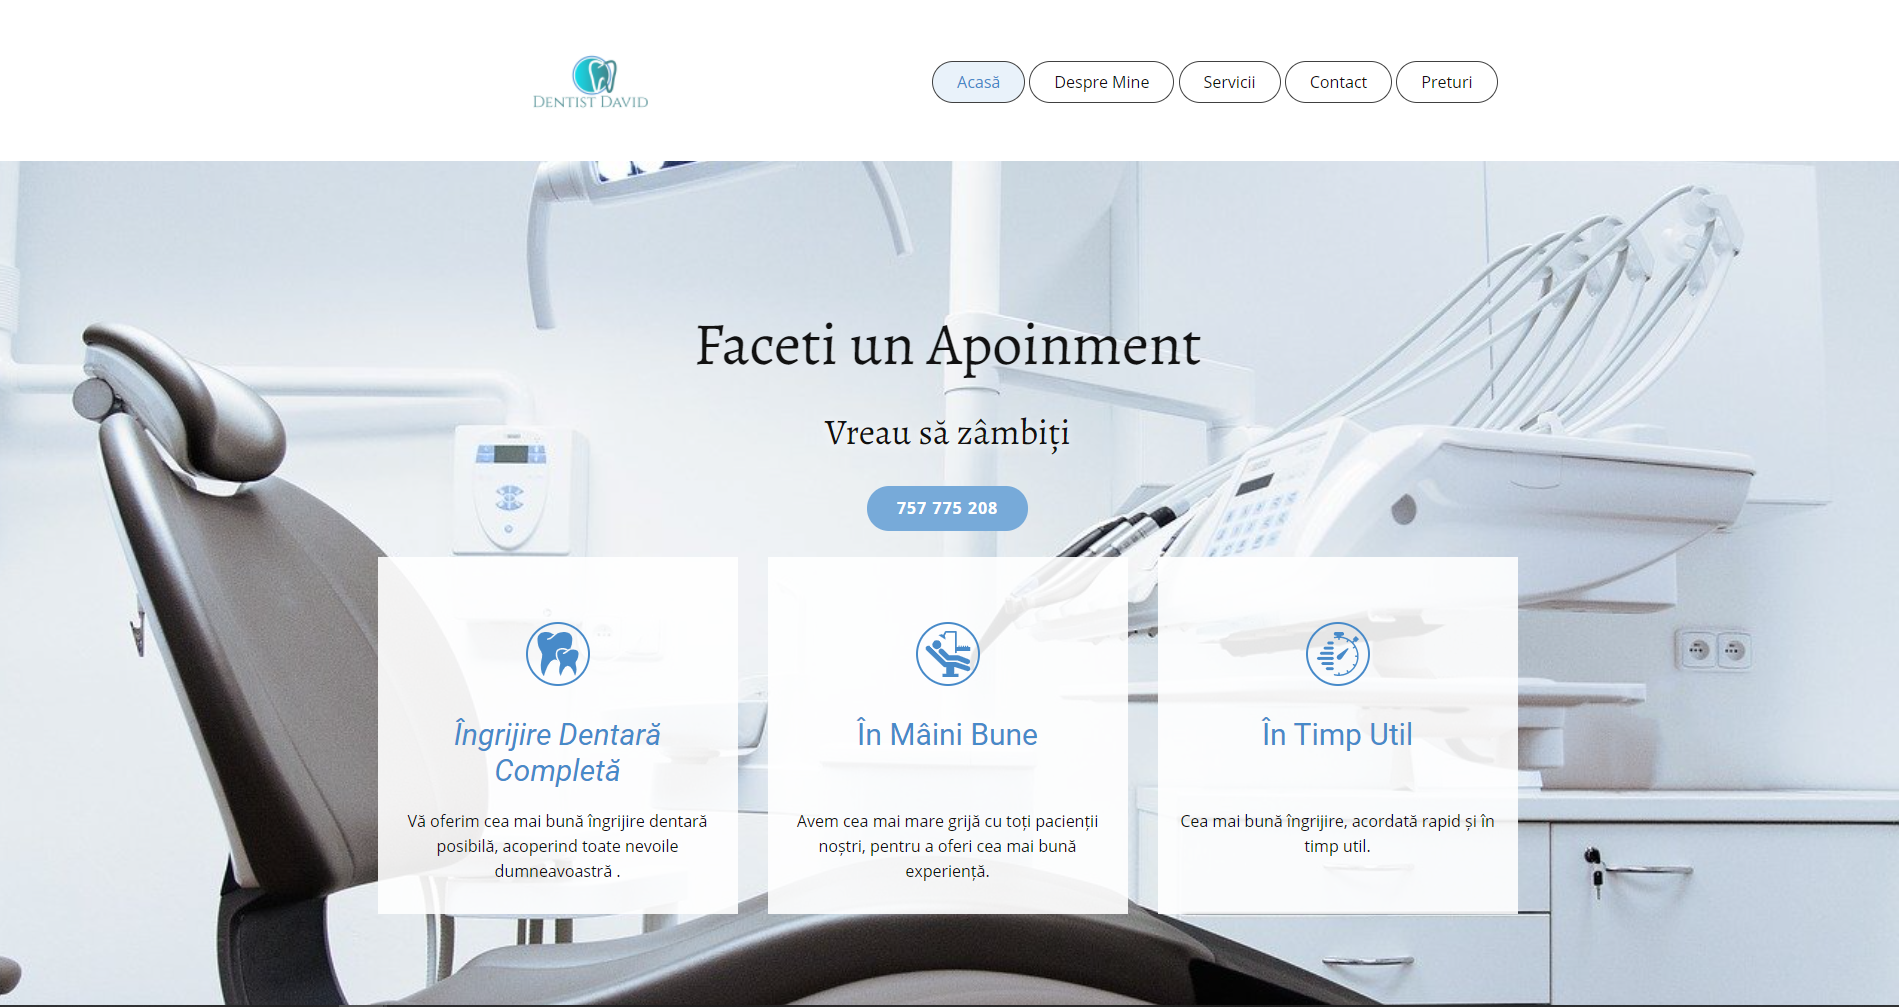 DENTIST DAVID
Acasă
Despre Mine
Servicii
Contact
Preturi
Faceti un Apoinment
Vreau să zâmbiți
757 775 208
Îngrijire Dentară
Completă
Vă oferim cea mai bună îngrijire dentară
posibilă, acoperind toate nevoile
dumneavoastră .
În Mâini Bune
Avem cea mai mare grijă cu toți pacienții
noștri, pentru a oferi cea mai bună
experiență.
În Timp Util
Cea mai bună îngrijire, acordată rapid și în
timp util.